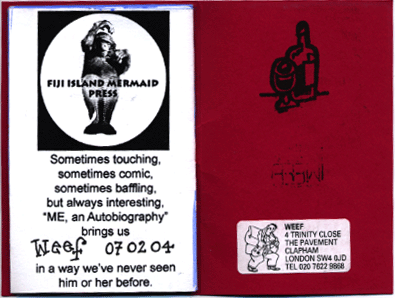 FIJI ISLAND MERMAID
PRESS
Sometimes touching,
sometimes comic,
sometimes baffling,
but always interesting,
"ME, an Autobiography"
brings us
Weef 07 02 04
in a way we've never seen
him or her before.
WEEF
4 TRINITY CLOSE
THE PAVEMENT
CLAPHAM
LONDON SW4 0JD
TEL 020 7622 9868